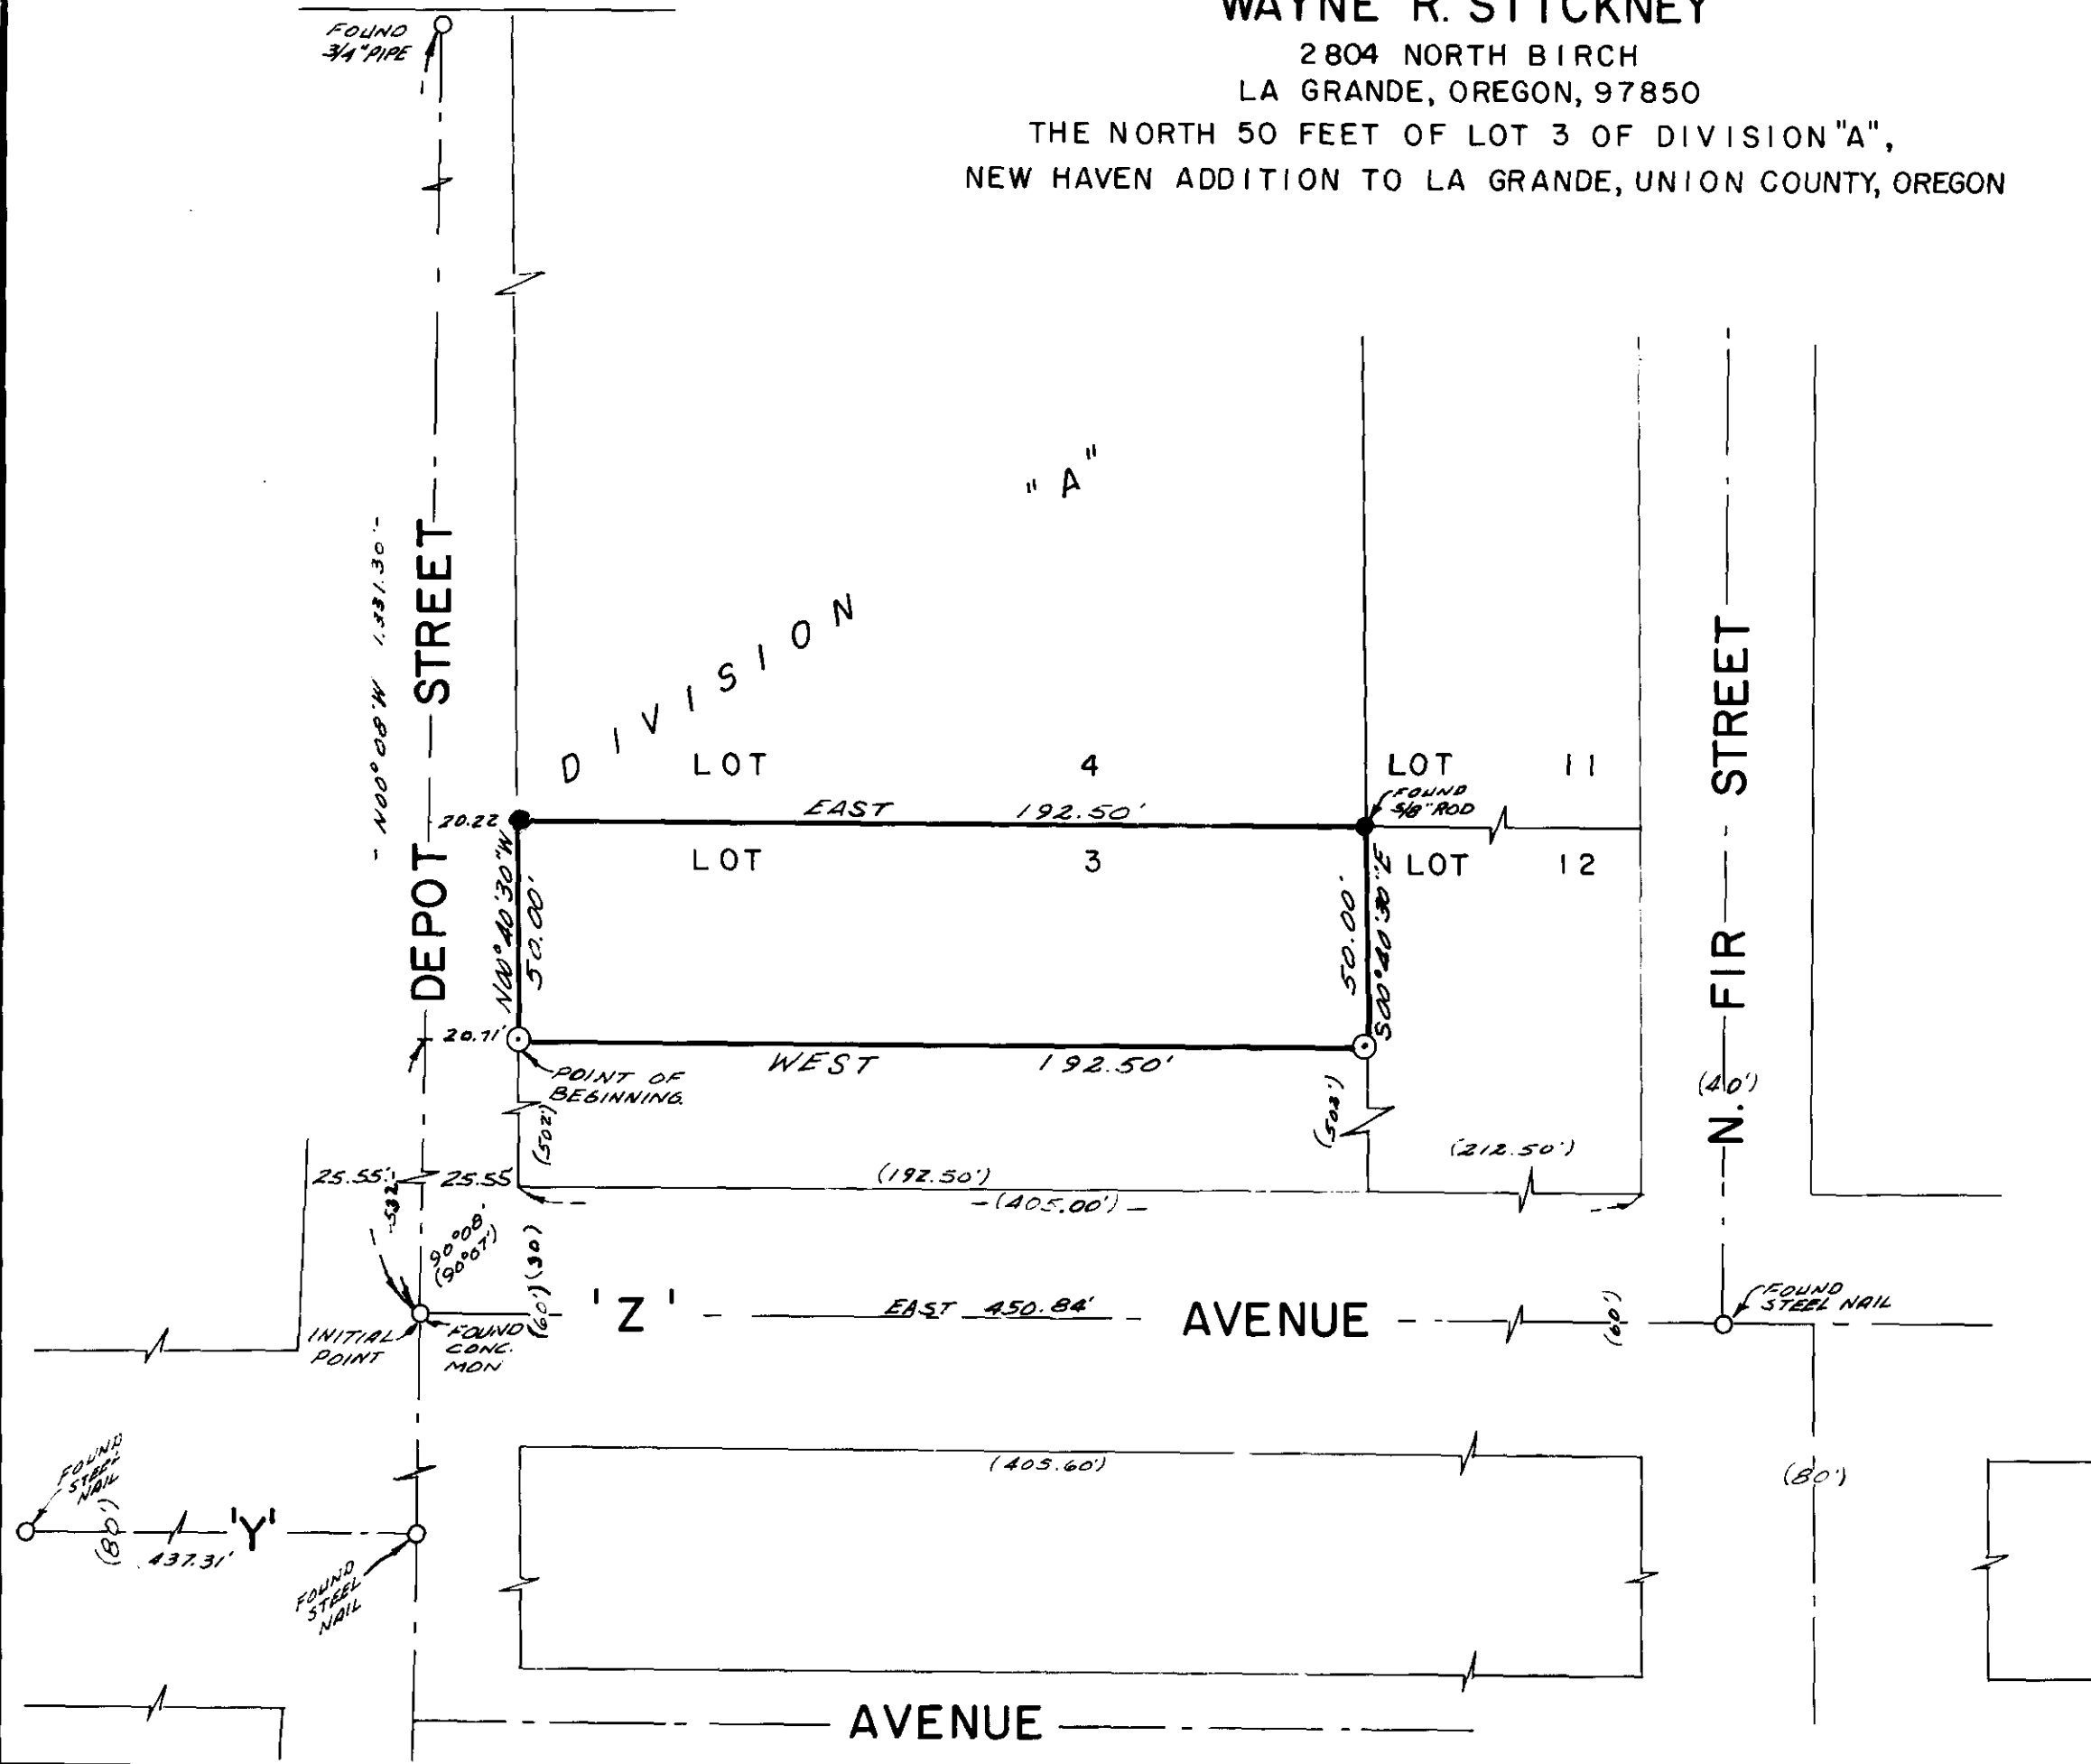 WAYNE R. STICKNEY
2804 NORTH BIRCH
LA GRANDE, OREGON, 97850
THE NORTH 50 FEET OF LOT 3 OF DIVISION "A",
NEW HAVEN ADDITION TO LA GRANDE, UNION COUNTY, OREGON
FOUND
3/4" PIPE
- N00°08'W 1,331.30' -
DEPOT STREET
DIVISION "A"
LOT 4
LOT 11
FOUND
5/8" ROD
20.22
EAST 192.50'
LOT 3
LOT 12
N00°40'30"W
50.00'
50.00'
S00°40'30"E
N. FIR STREET
20.71'
WEST 192.50'
POINT OF
BEGINNING
(40')
(502')
(502')
(212.50')
25.55'
25.55
(192.50')
-(405.00')-
532
90°08'
(90°07')
(30)
(60')
'Z' AVENUE
EAST 450.84'
(60')
FOUND
STEEL NAIL
INITIAL
POINT
FOUND
CONC.
MON
FOUND
STEEL
NAIL
(405.60')
(80')
(80')
'Y' AVENUE
437.31'
FOUND
STEEL
NAIL